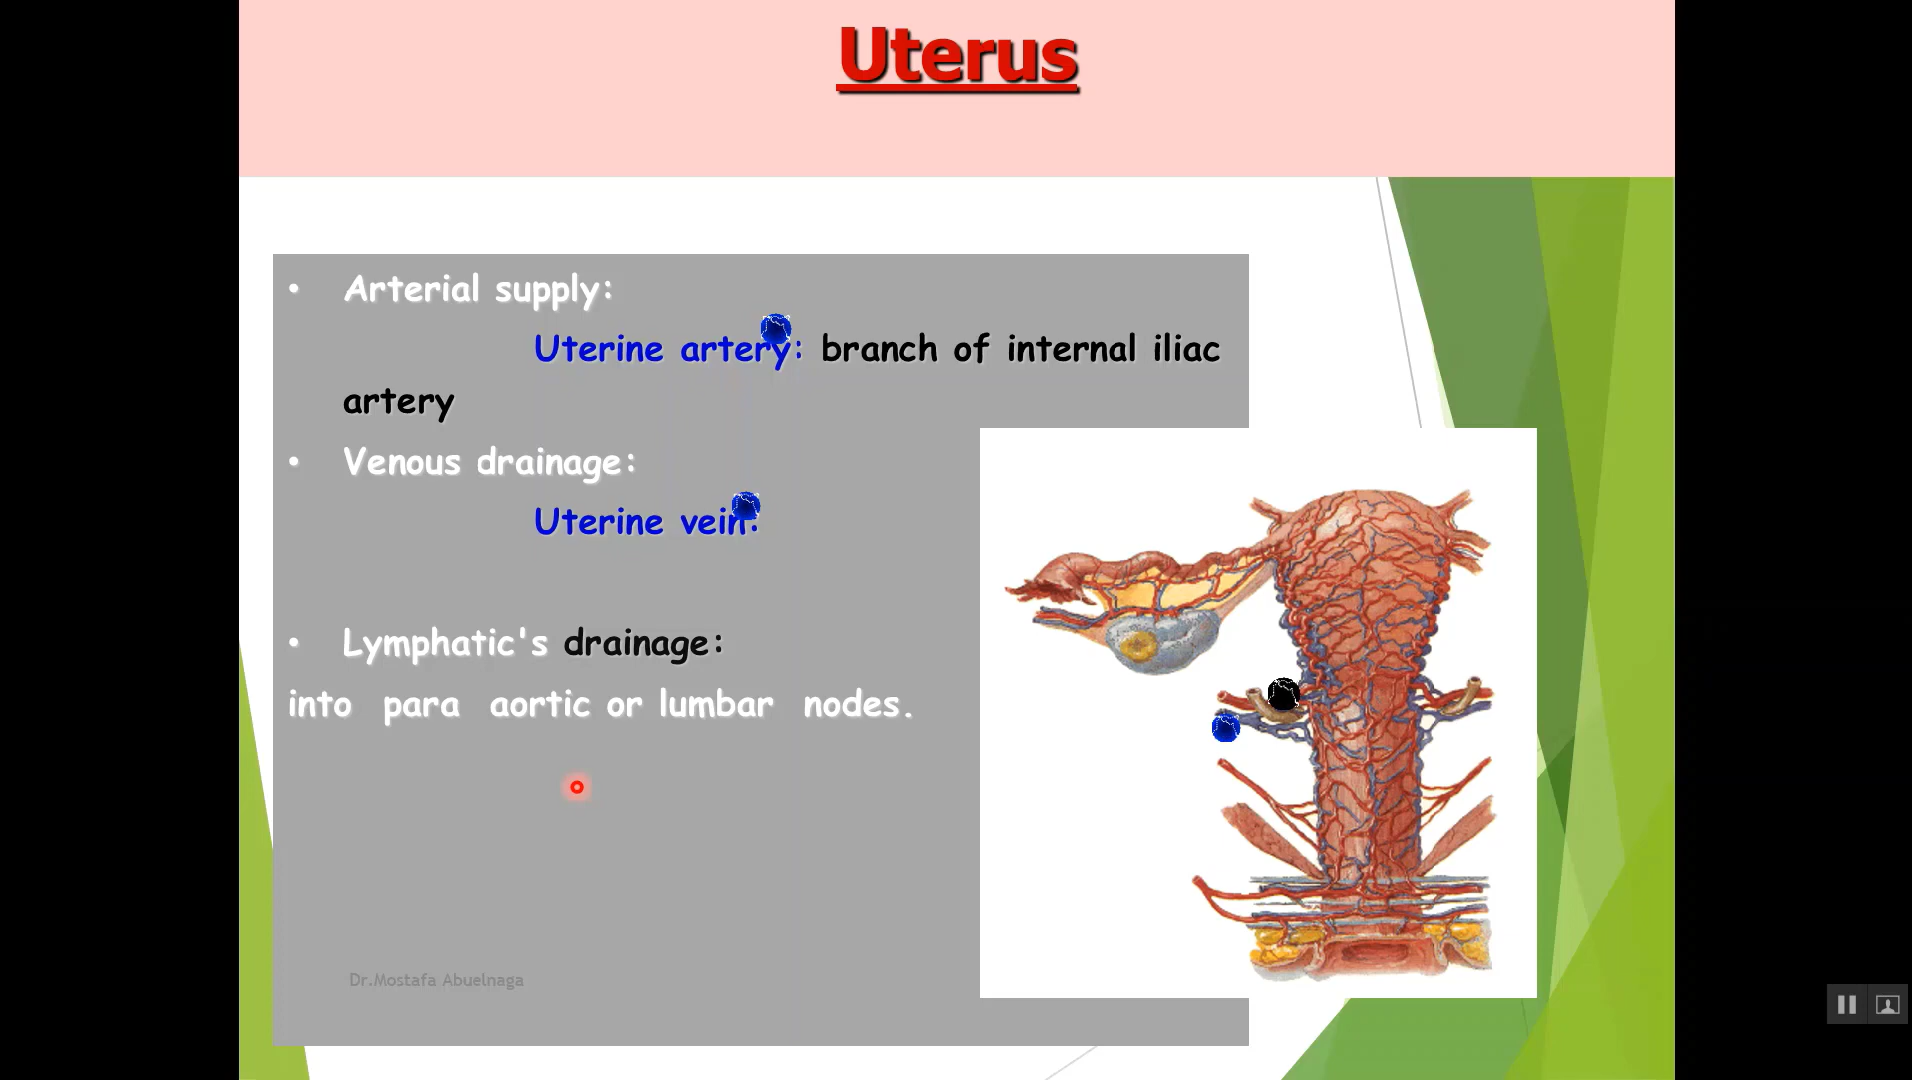 Uterus
• Arterial supply:
Uterine artery: branch of internal iliac
artery
• Venous drainage:
Uterine vein:
• Lymphatic's drainage:
into para aortic or lumbar nodes.
Dr.Mostafa Abuelnaga